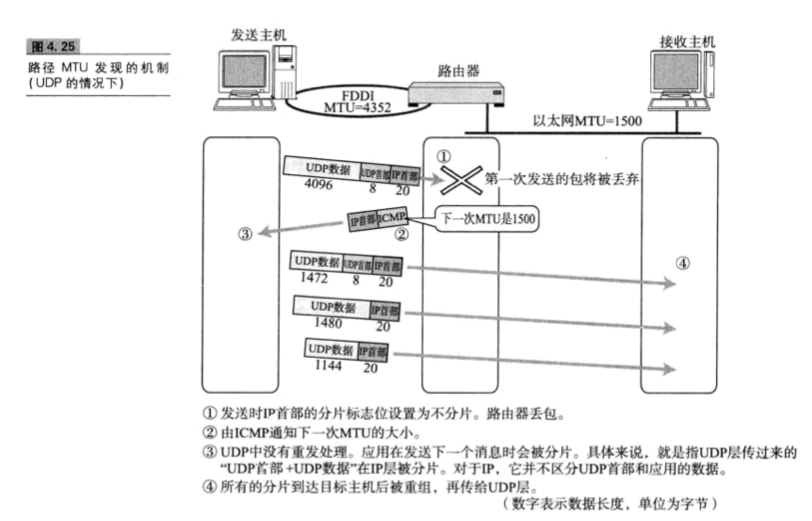 图 4.25
路径 MTU 发现的机制
(UDP 的情况下)
发送主机
路由器
接收主机
FDDI
MTU=4352
以太网MTU=1500
①
UDP数据 UDP首部 IP首部
4096 8 20
第一次发送的包将被丢弃
IP首部 ICMP
下一次MTU是1500
②
③
④
UDP数据 UDP首部 IP首部
1472 8 20
UDP数据 IP首部
1480 20
UDP数据 IP首部
1144 20
① 发送时IP首部的分片标志位设置为不分片。路由器丢包。
② 由ICMP通知下一次MTU的大小。
③ UDP中没有重发处理。应用在发送下一个消息时会被分片。具体来说，就是指UDP层传过来的
“UDP首部+UDP数据”在IP层被分片。对于IP，它并不区分UDP首部和应用的数据。
④ 所有的分片到达目标主机后被重组，再传给UDP层。
（数字表示数据长度，单位为字节）